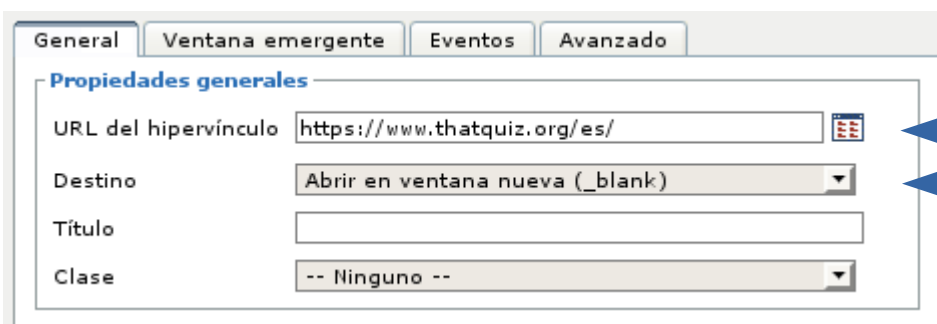 General Ventana emergente Eventos Avanzado
Propiedades generales
URL del hipervínculo https://www.thatquiz.org/es/
Destino Abrir en ventana nueva (_blank)
Título
Clase -- Ninguno --